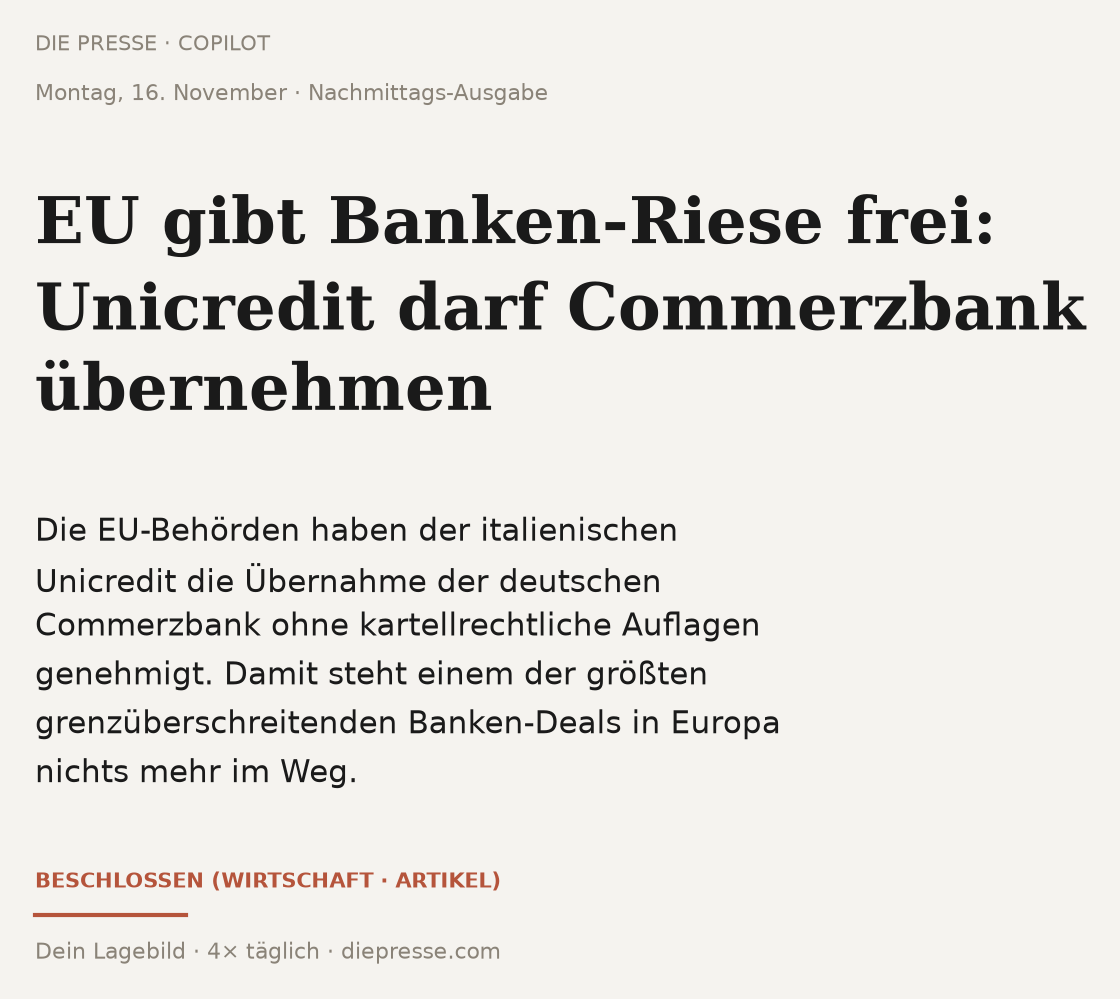 DIE PRESSE · COPILOT
Montag, 16. November · Nachmittags-Ausgabe
EU gibt Banken-Riese frei:
Unicredit darf Commerzbank
übernehmen
Die EU-Behörden haben der italienischen
Unicredit die Übernahme der deutschen
Commerzbank ohne kartellrechtliche Auflagen
genehmigt. Damit steht einem der größten
grenzüberschreitenden Banken-Deals in Europa
nichts mehr im Weg.
BESCHLOSSEN (WIRTSCHAFT · ARTIKEL)
Dein Lagebild · 4× täglich · diepresse.com